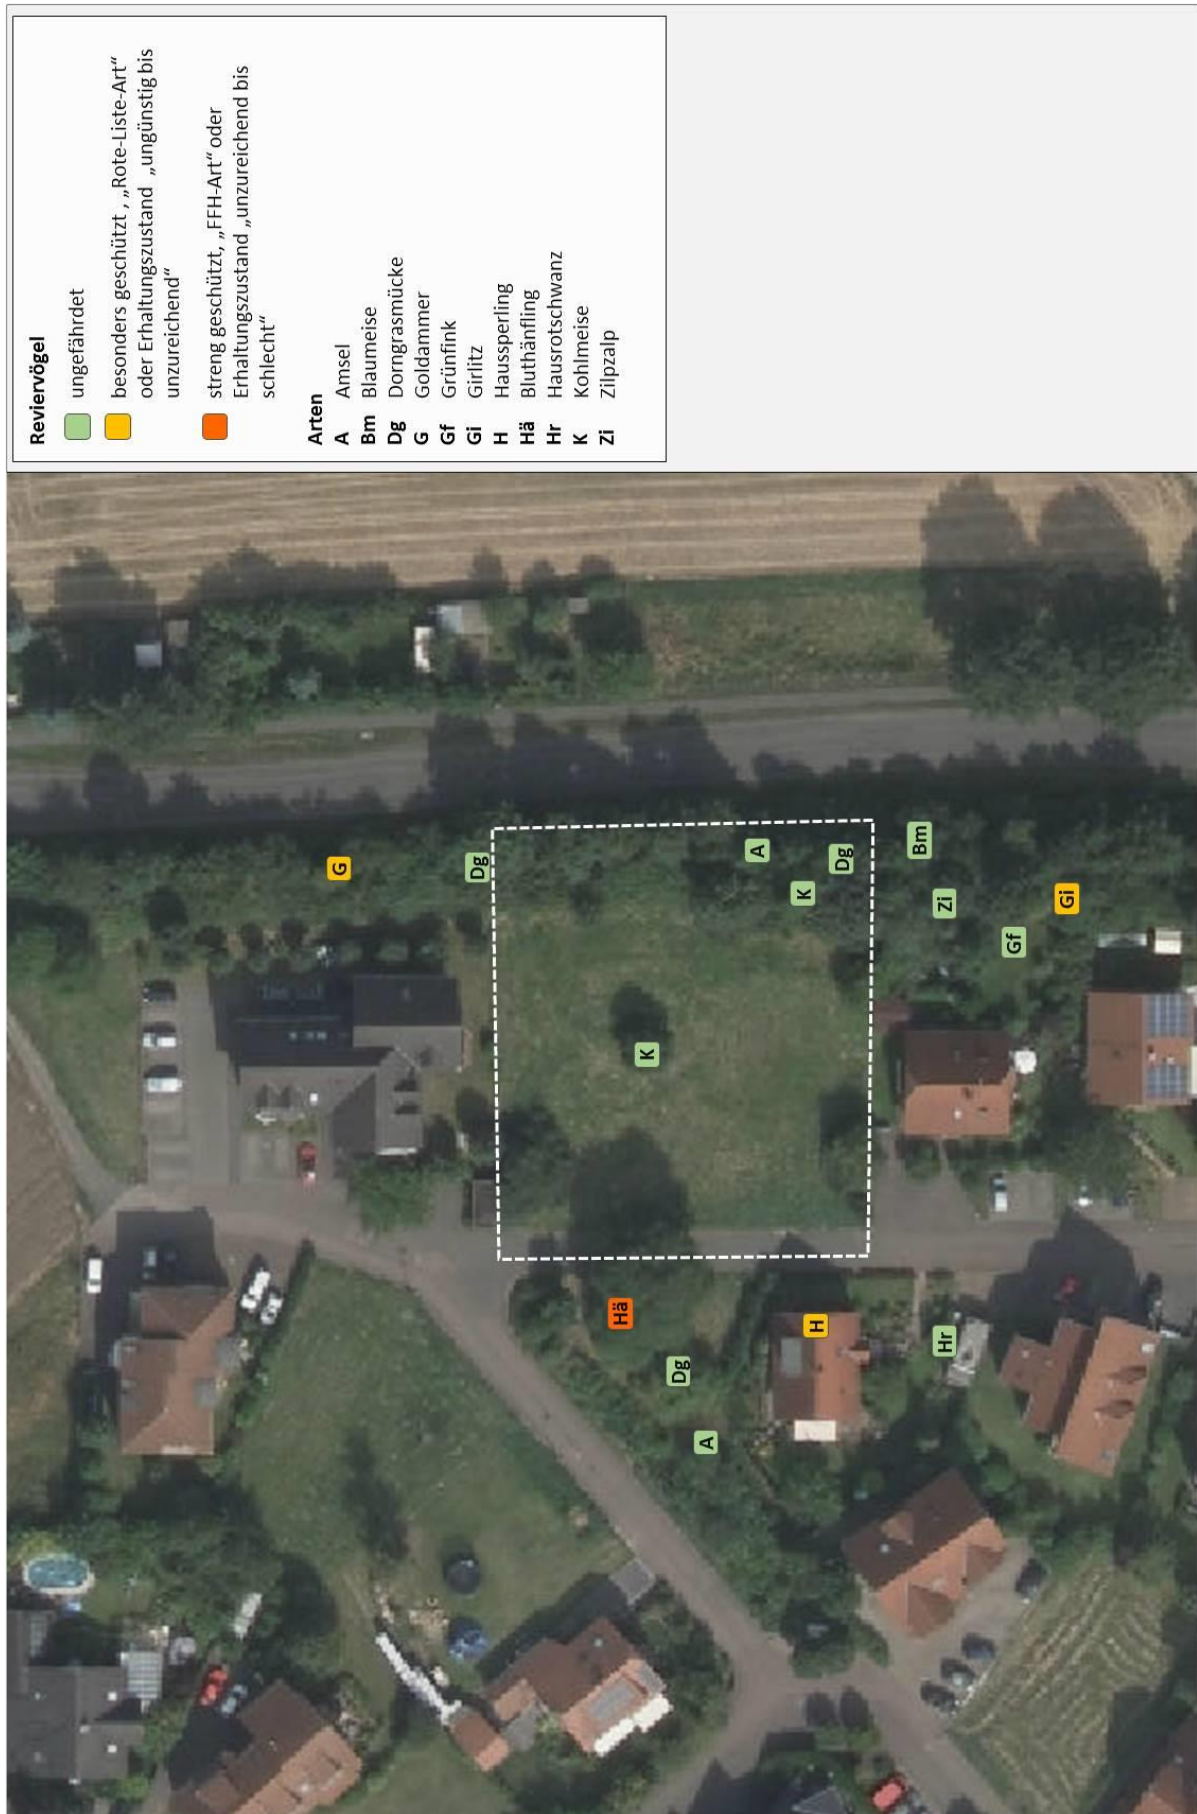 Reviervögel
ungefährdet
besonders geschützt , „Rote-Liste-Art“
oder Erhaltungszustand „ungünstig bis
unzureichend“
streng geschützt, „FFH-Art“ oder
Erhaltungszustand „unzureichend bis
schlecht“
Arten
A Amsel
Bm Blaumeise
Dg Dorngrasmücke
G Goldammer
Gf Grünfink
Gi Girlitz
H Haussperling
Hä Bluthänfling
Hr Hausrotschwanz
K Kohlmeise
Zi Zilpzalp
G
Dg
A
K
Dg
Bm
Zi
Gf
Gi
K
Hä
Dg
A
H
Hr